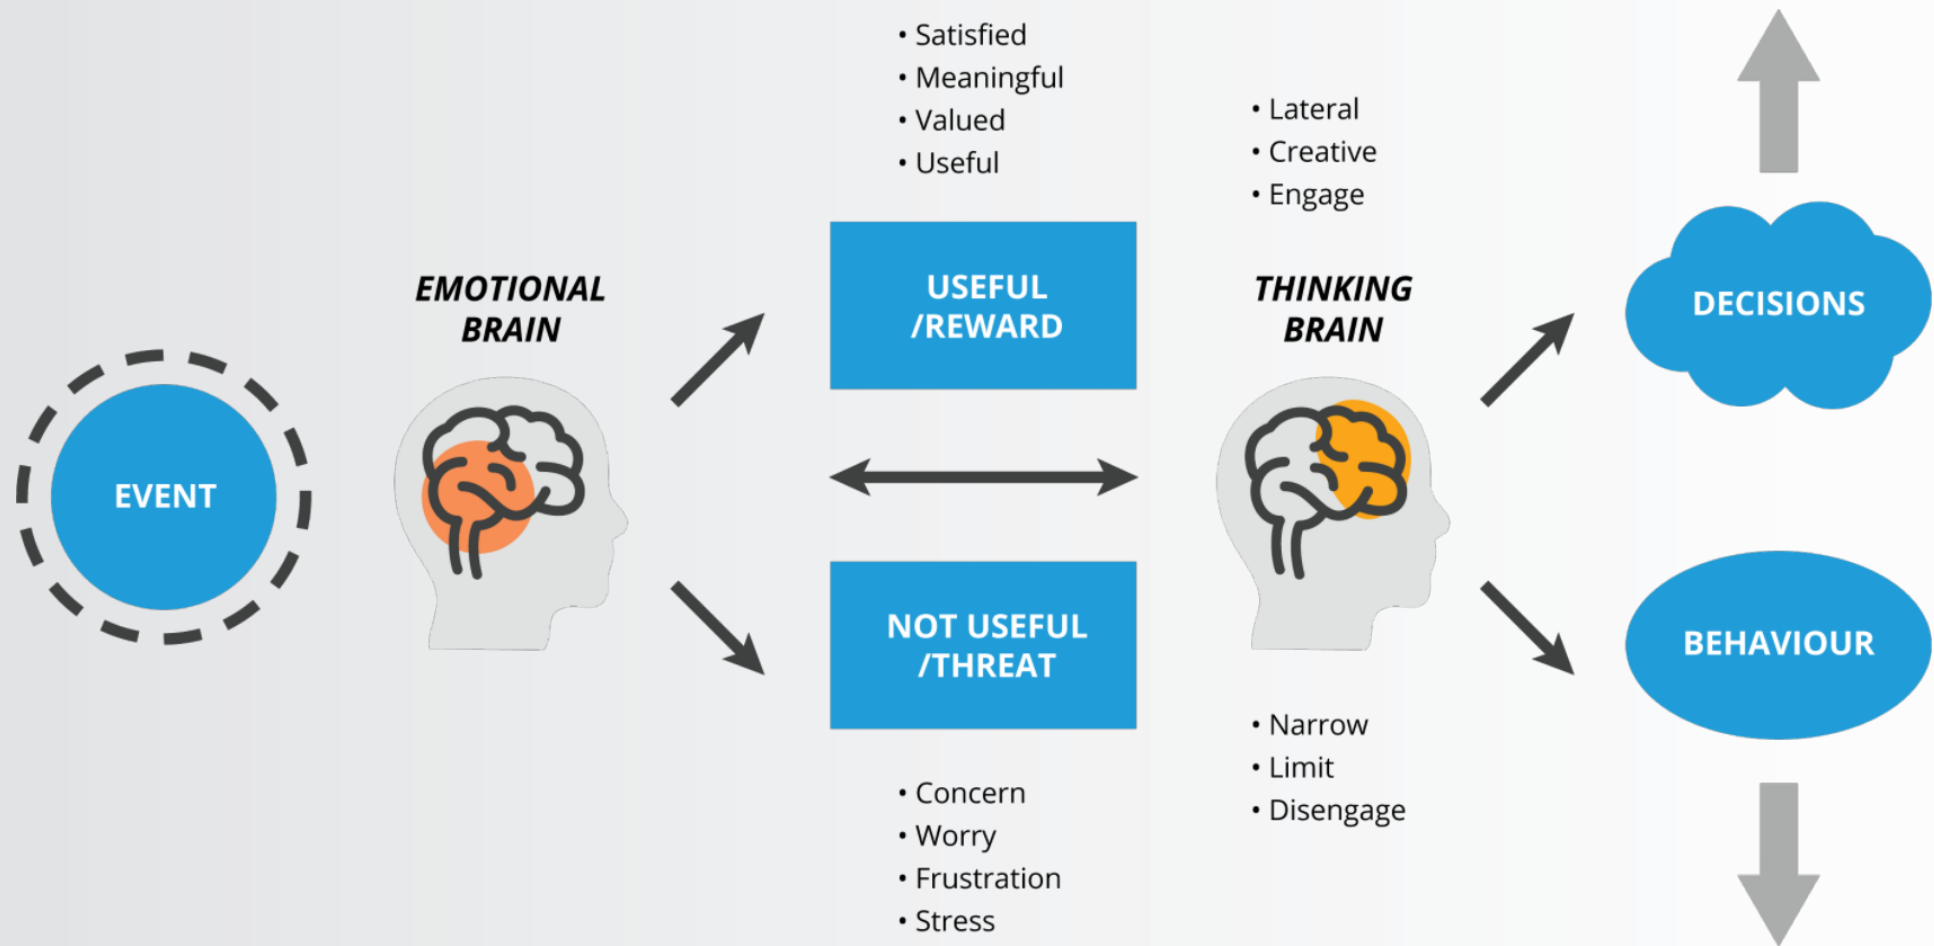 EVENT
EMOTIONAL
BRAIN
• Satisfied
• Meaningful
• Valued
• Useful
USEFUL
/REWARD
NOT USEFUL
/THREAT
• Concern
• Worry
• Frustration
• Stress
• Lateral
• Creative
• Engage
THINKING
BRAIN
• Narrow
• Limit
• Disengage
DECISIONS
BEHAVIOUR